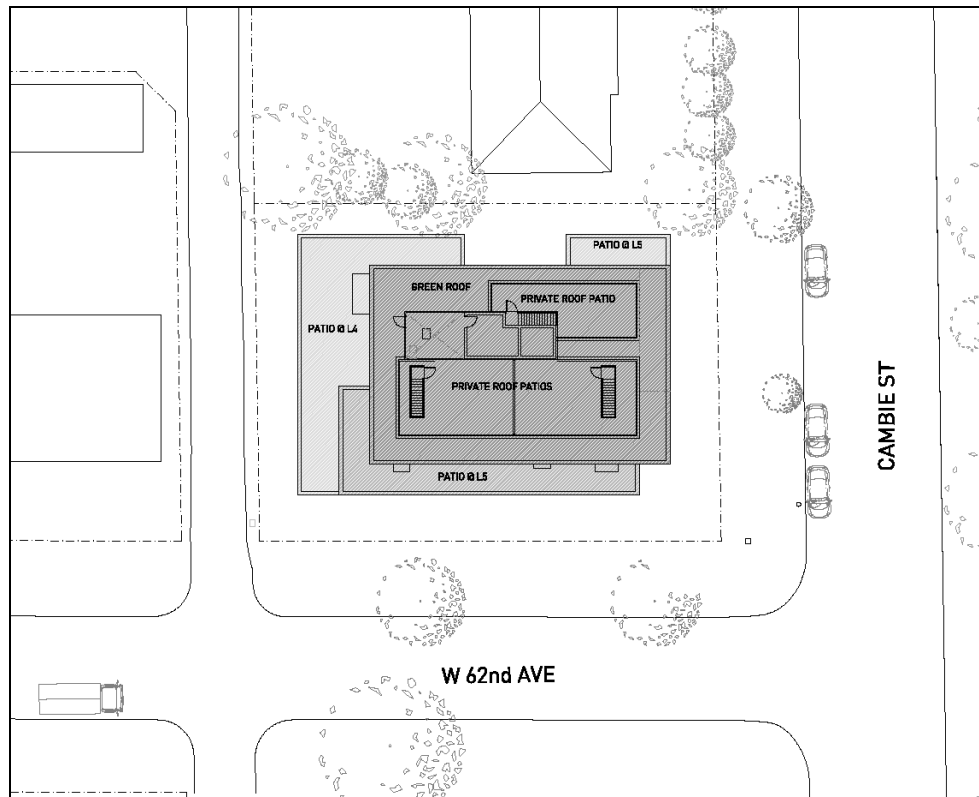 PATIO @ L5
GREEN ROOF
PRIVATE ROOF PATIO
PATIO @ L4
PRIVATE ROOF PATIOS
PATIO @ L5
CAMBIE ST
W 62nd AVE